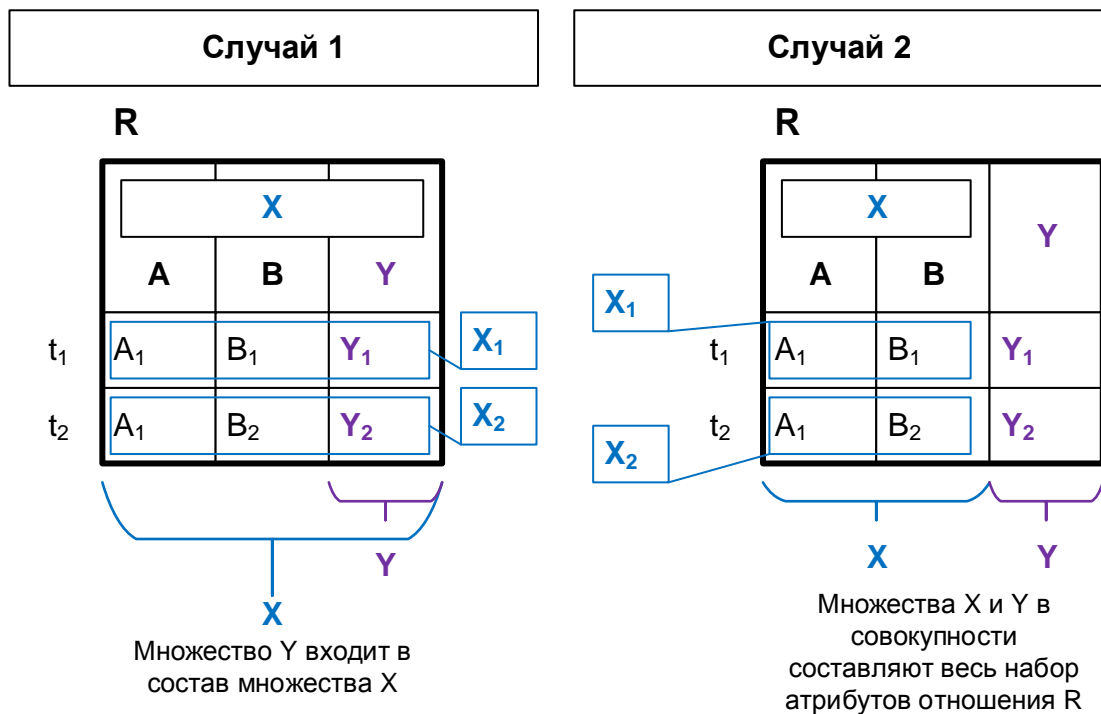 Случай 1
R
X
A B Y
t1 A1 B1 Y1 X1
t2 A1 B2 Y2 X2
Y
X
Множество Y входит в
состав множества X
Случай 2
R
X
Y
A B
X1
t1 A1 B1 Y1
t2 A1 B2 Y2
X2
X Y
Множества X и Y в
совокупности
составляют весь набор
атрибутов отношения R